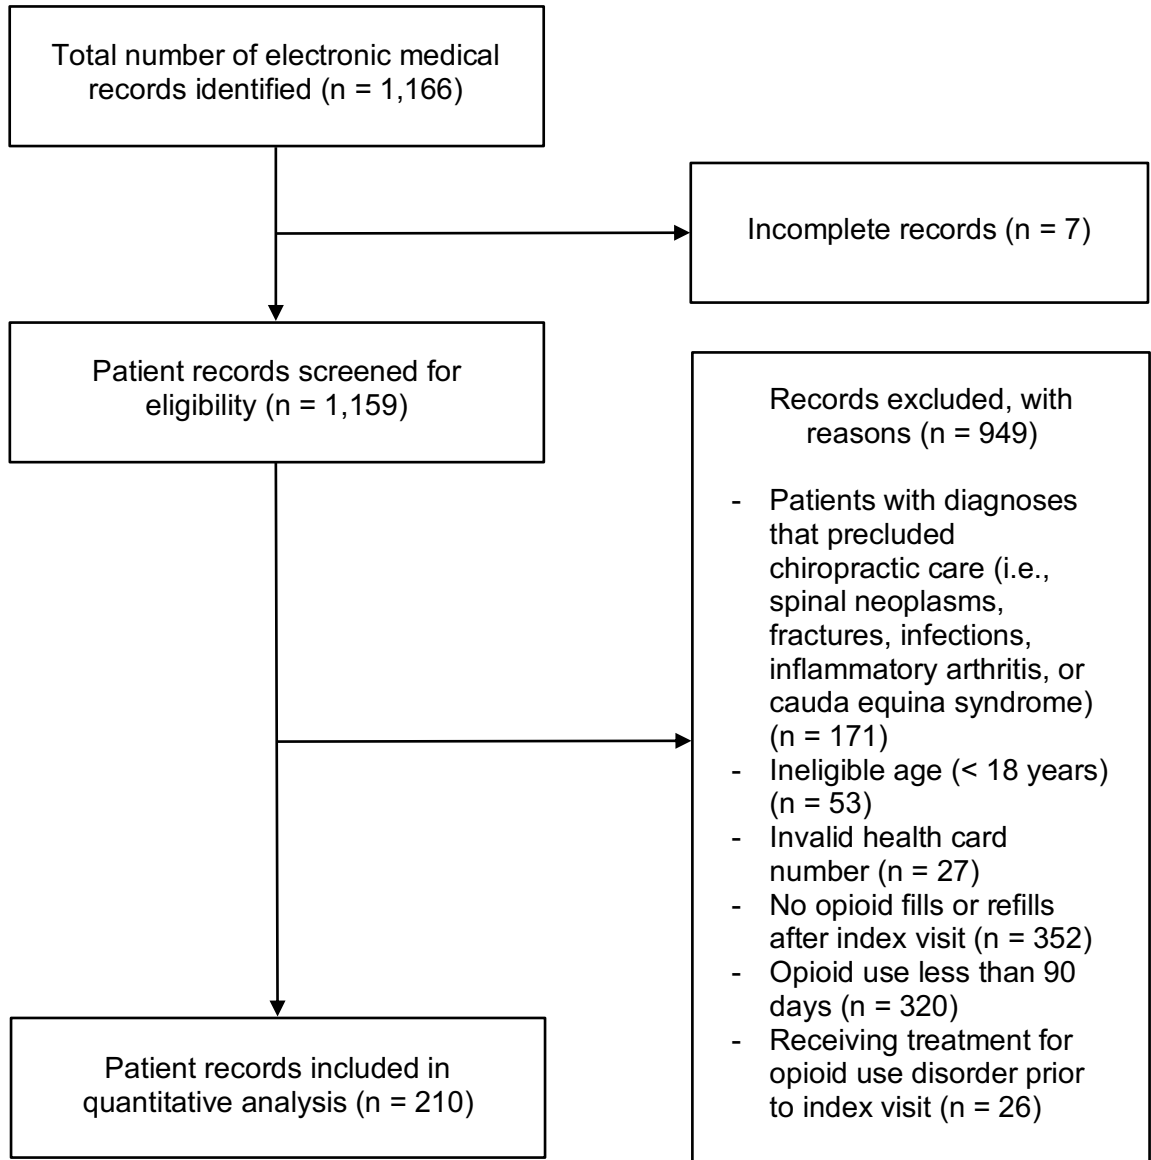 Total number of electronic medical
records identified (n = 1,166)
Incomplete records (n = 7)
Patient records screened for
eligibility (n = 1,159)
Records excluded, with
reasons (n = 949)
- Patients with diagnoses
that precluded
chiropractic care (i.e.,
spinal neoplasms,
fractures, infections,
inflammatory arthritis, or
cauda equina syndrome)
(n = 171)
- Ineligible age (< 18 years)
(n = 53)
- Invalid health card
number (n = 27)
- No opioid fills or refills
after index visit (n = 352)
- Opioid use less than 90
days (n = 320)
- Receiving treatment for
opioid use disorder prior
to index visit (n = 26)
Patient records included in
quantitative analysis (n = 210)